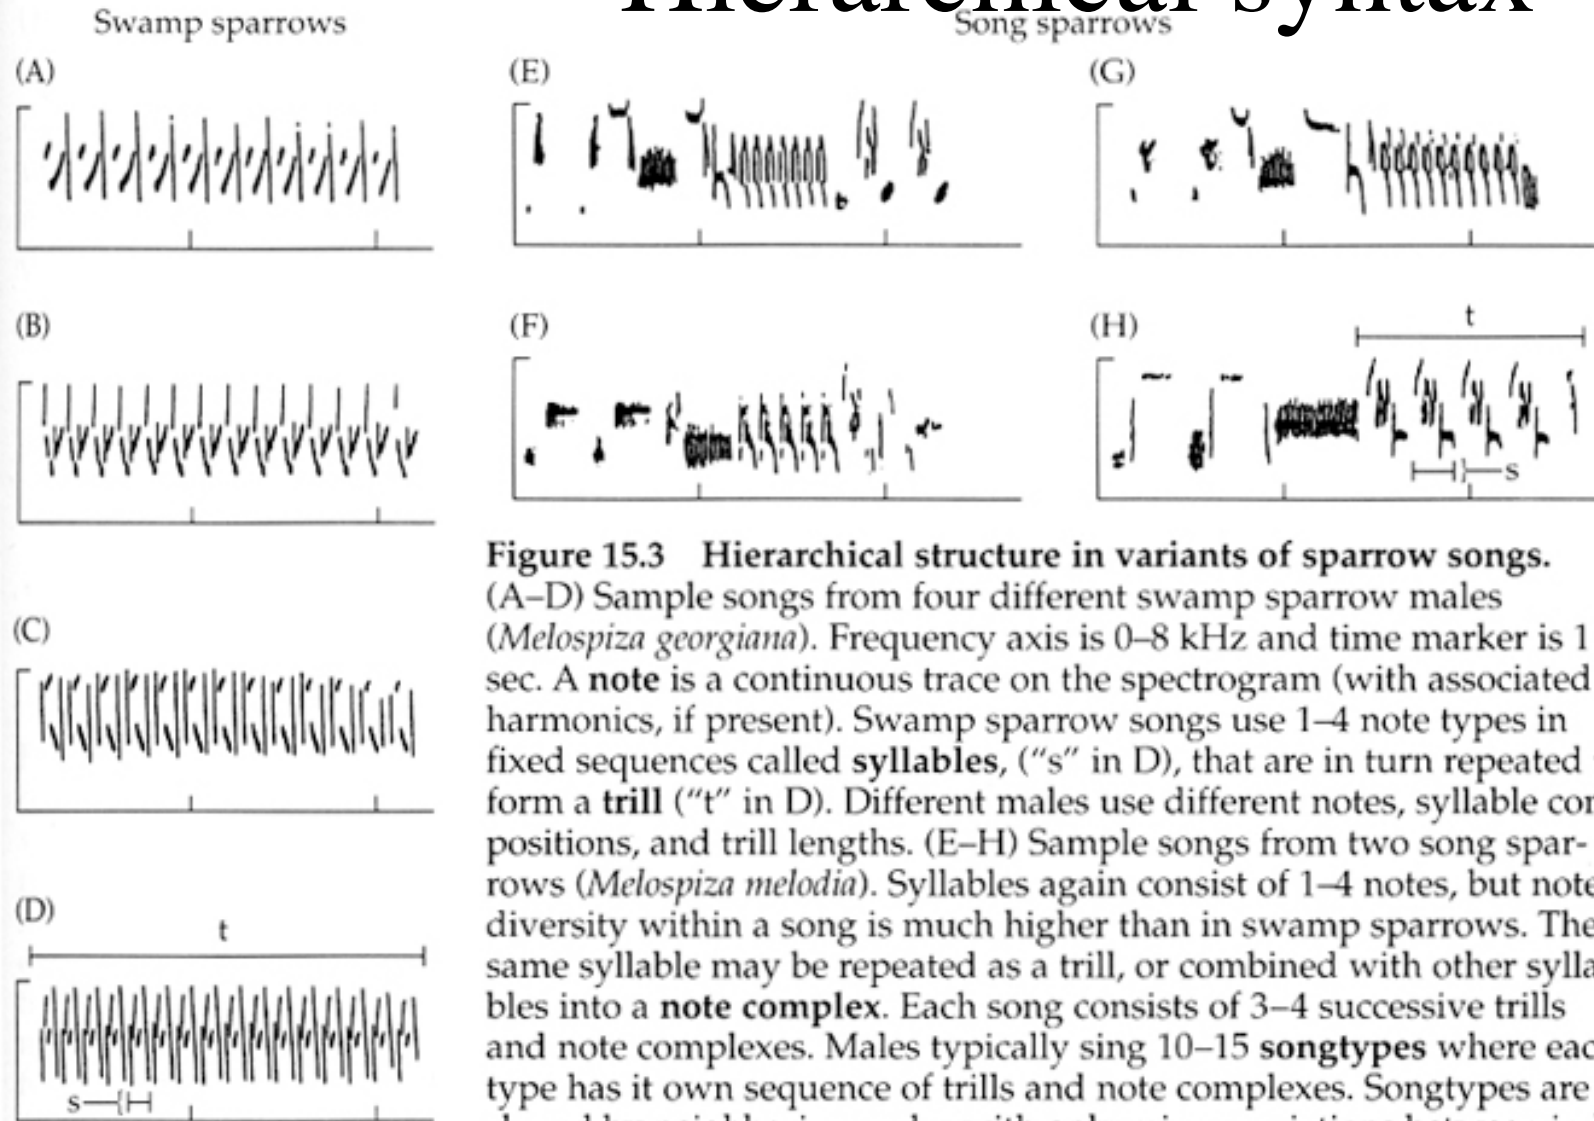 Hierarchical syntax
Swamp sparrows
Song sparrows
(A)
(E)
(G)
(B)
(F)
(H)
t
s
(C)
(D)
t
s
Figure 15.3 Hierarchical structure in variants of sparrow songs.
(A–D) Sample songs from four different swamp sparrow males
(Melospiza georgiana). Frequency axis is 0–8 kHz and time marker is 1
sec. A note is a continuous trace on the spectrogram (with associated
harmonics, if present). Swamp sparrow songs use 1–4 note types in
fixed sequences called syllables, ("s" in D), that are in turn repeated
form a trill ("t" in D). Different males use different notes, syllable com
positions, and trill lengths. (E–H) Sample songs from two song spar-
rows (Melospiza melodia). Syllables again consist of 1–4 notes, but note
diversity within a song is much higher than in swamp sparrows. The
same syllable may be repeated as a trill, or combined with other sylla
bles into a note complex. Each song consists of 3–4 successive trills
and note complexes. Males typically sing 10–15 songtypes where eac
type has it own sequence of trills and note complexes. Songtypes are